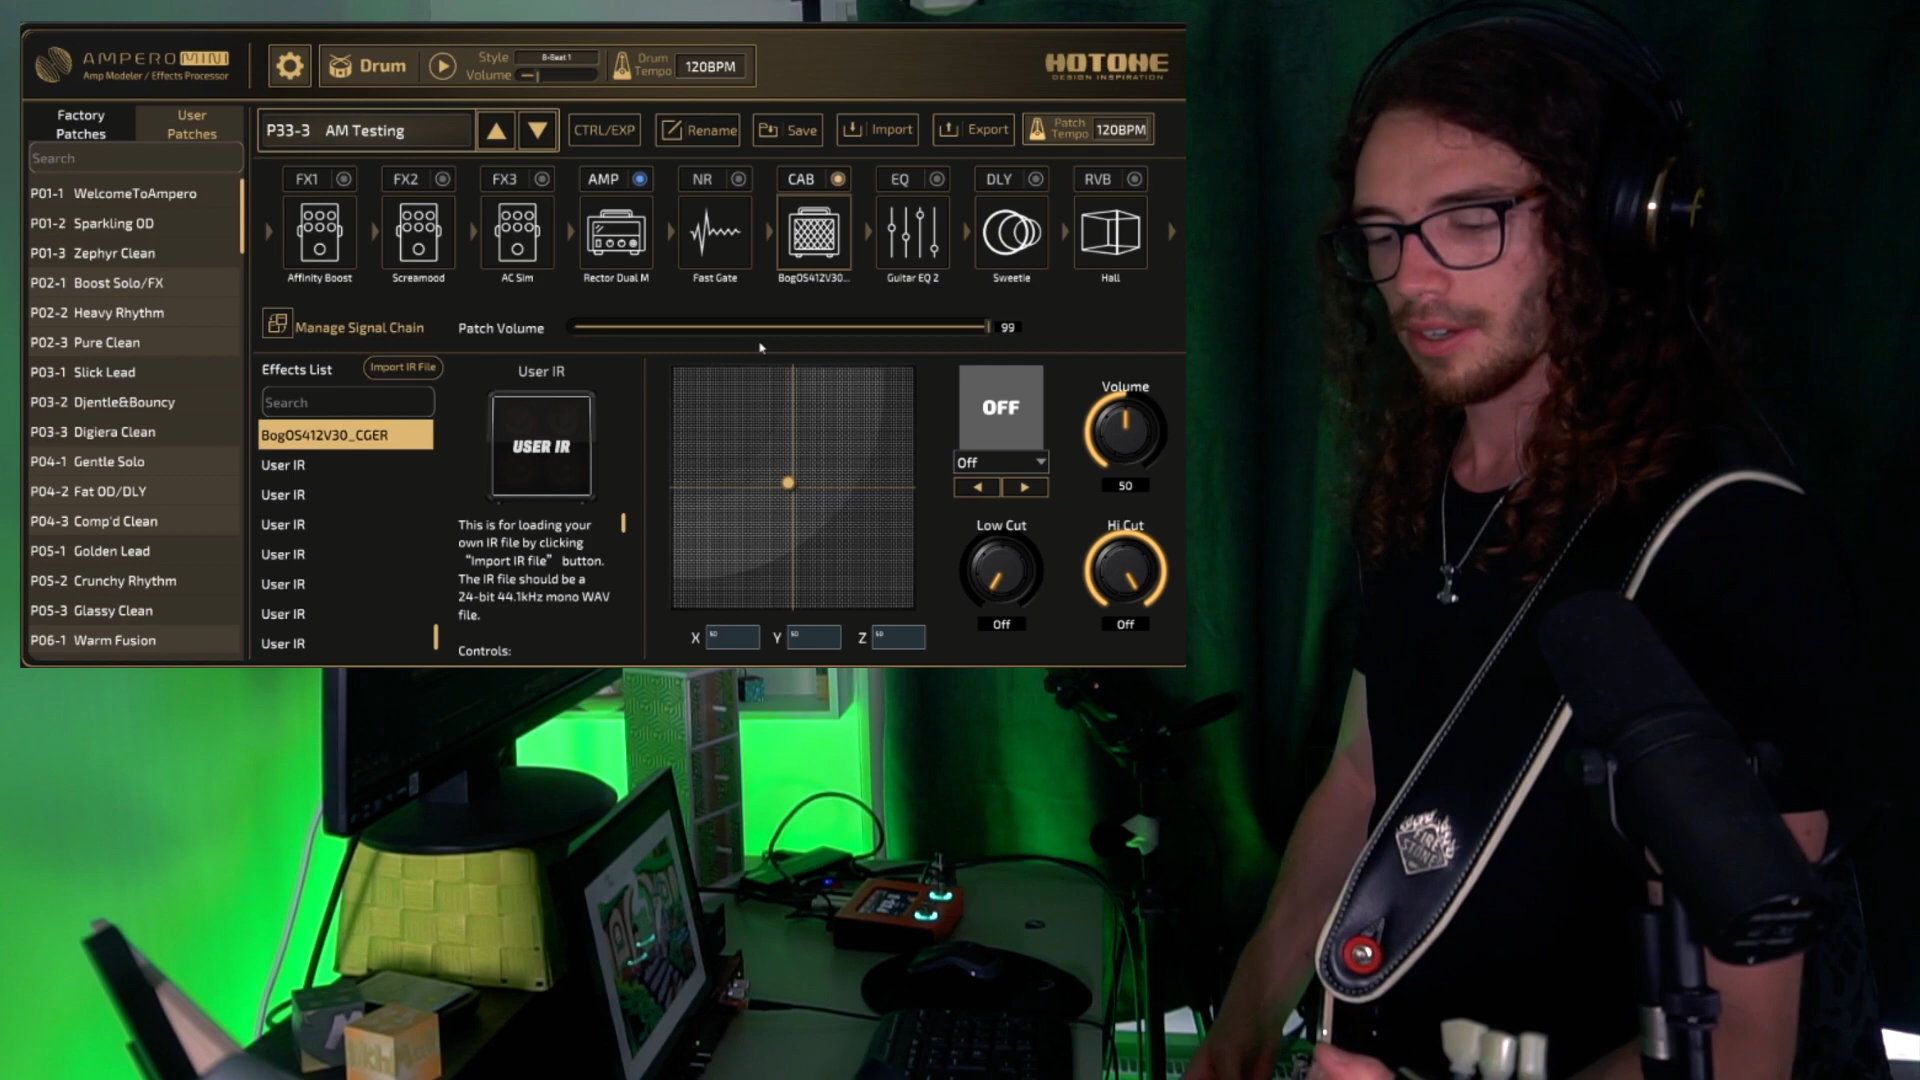 AMPERO MINI
Amp Modeler / Effects Processor
Drum
Style
B-Beat 1
Volume
Drum
Tempo
120BPM
HOTONE
DESIGN INSPIRATION
Factory
Patches
User
Patches
Search
P01-1 WelcomeToAmpero
P01-2 Sparkling OD
P01-3 Zephyr Clean
P02-1 Boost Solo/FX
P02-2 Heavy Rhythm
P02-3 Pure Clean
P03-1 Slick Lead
P03-2 Djentle&Bouncy
P03-3 Digiera Clean
P04-1 Gentle Solo
P04-2 Fat OD/DLY
P04-3 Comp'd Clean
P05-1 Golden Lead
P05-2 Crunchy Rhythm
P05-3 Glassy Clean
P06-1 Warm Fusion
P33-3 AM Testing
CTRL/EXP
Rename
Save
Import
Export
Patch
Tempo
120BPM
FX1
FX2
FX3
AMP
NR
CAB
EQ
DLY
RVB
Affinity Boost
Screamood
AC Sim
Rector Dual M
Fast Gate
BogOS412V30...
Guitar EQ 2
Sweetie
Hall
Manage Signal Chain
Patch Volume
99
Effects List
Import IR File
Search
BogOS412V30_CGER
User IR
User IR
User IR
User IR
User IR
User IR
User IR
User IR
USER IR
This is for loading your
own IR file by clicking
“Import IR file” button.
The IR file should be a
24-bit 44.1kHz mono WAV
file.
Controls:
X 50
Y 50
Z 50
OFF
Off
Volume
50
Low Cut
Off
Hi Cut
Off
FIRE
STONE